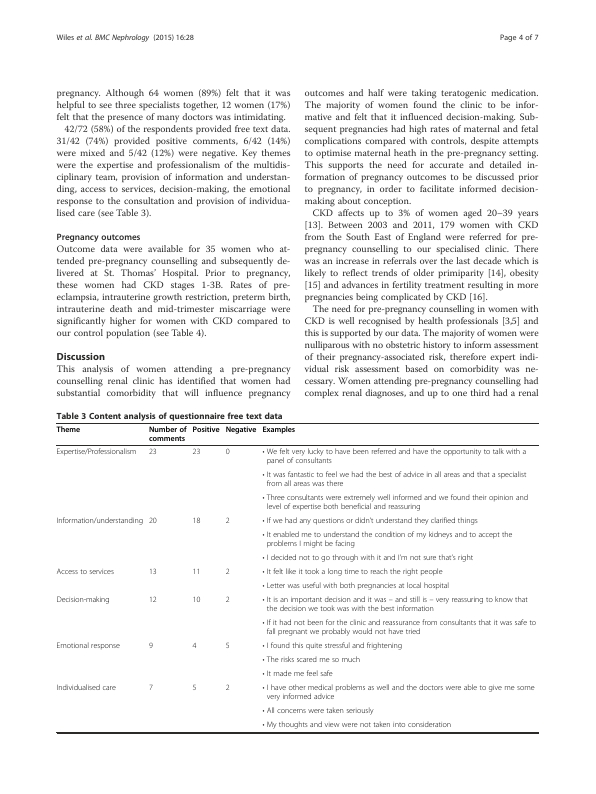 Wiles et al. BMC Nephrology (2015) 16:28
Page 4 of 7
pregnancy. Although 64 women (89%) felt that it was
helpful to see three specialists together, 12 women (17%)
felt that the presence of many doctors was intimidating.
42/72 (58%) of the respondents provided free text data.
31/42 (74%) provided positive comments, 6/42 (14%)
were mixed and 5/42 (12%) were negative. Key themes
were the expertise and professionalism of the multidis-
ciplinary team, provision of information and understan-
ding, access to services, decision-making, the emotional
response to the consultation and provision of individua-
lised care (see Table 3).
Pregnancy outcomes
Outcome data were available for 35 women who at-
tended pre-pregnancy counselling and subsequently de-
livered at St. Thomas' Hospital. Prior to pregnancy,
these women had CKD stages 1-3B. Rates of pre-
eclampsia, intrauterine growth restriction, preterm birth,
intrauterine death and mid-trimester miscarriage were
significantly higher for women with CKD compared to
our control population (see Table 4).
Discussion
This analysis of women attending a pre-pregnancy
counselling renal clinic has identified that women had
substantial comorbidity that will influence pregnancy
outcomes and half were taking teratogenic medication.
The majority of women found the clinic to be infor-
mative and felt that it influenced decision-making. Sub-
sequent pregnancies had high rates of maternal and fetal
complications compared with controls, despite attempts
to optimise maternal heath in the pre-pregnancy setting.
This supports the need for accurate and detailed in-
formation of pregnancy outcomes to be discussed prior
to pregnancy, in order to facilitate informed decision-
making about conception.
CKD affects up to 3% of women aged 20–39 years
[13]. Between 2003 and 2011, 179 women with CKD
from the South East of England were referred for pre-
pregnancy counselling to our specialised clinic. There
was an increase in referrals over the last decade which is
likely to reflect trends of older primiparity [14], obesity
[15] and advances in fertility treatment resulting in more
pregnancies being complicated by CKD [16].
The need for pre-pregnancy counselling in women with
CKD is well recognised by health professionals [3,5] and
this is supported by our data. The majority of women were
nulliparous with no obstetric history to inform assessment
of their pregnancy-associated risk, therefore expert indi-
vidual risk assessment based on comorbidity was ne-
cessary. Women attending pre-pregnancy counselling had
complex renal diagnoses, and up to one third had a renal
Table 3 Content analysis of questionnaire free text data
Theme Number of comments Positive Negative Examples
Expertise/Professionalism 23 23 0 • We felt very lucky to have been referred and have the opportunity to talk with a
panel of consultants
• It was fantastic to feel we had the best of advice in all areas and that a specialist
from all areas was there
• Three consultants were extremely well informed and we found their opinion and
level of expertise both beneficial and reassuring
Information/understanding 20 18 2 • If we had any questions or didn't understand they clarified things
• It enabled me to understand the condition of my kidneys and to accept the
problems I might be facing
• I decided not to go through with it and I'm not sure that's right
Access to services 13 11 2 • It felt like it took a long time to reach the right people
• Letter was useful with both pregnancies at local hospital
Decision-making 12 10 2 • It is an important decision and it was – and still is – very reassuring to know that
the decision we took was with the best information
• If it had not been for the clinic and reassurance from consultants that it was safe to
fall pregnant we probably would not have tried
Emotional response 9 4 5 • I found this quite stressful and frightening
• The risks scared me so much
• It made me feel safe
Individualised care 7 5 2 • I have other medical problems as well and the doctors were able to give me some
very informed advice
• All concerns were taken seriously
• My thoughts and view were not taken into consideration